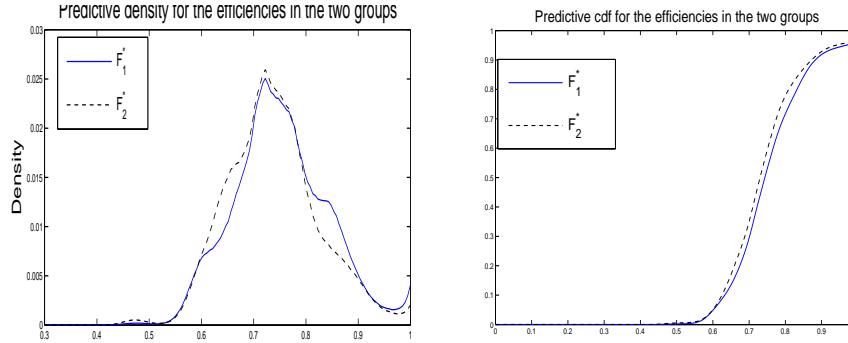 Predictive density for the efficiencies in the two groups
0.03
0.025
0.02
0.015
0.01
0.005
0
Density
F*1
F*2
0.3 0.4 0.5 0.6 0.7 0.8 0.9 1
Predictive cdf for the efficiencies in the two groups
1
0.9
0.8
0.7
0.6
0.5
0.4
0.3
0.2
0.1
0
F*1
F*2
0 0.1 0.2 0.3 0.4 0.5 0.6 0.7 0.8 0.9